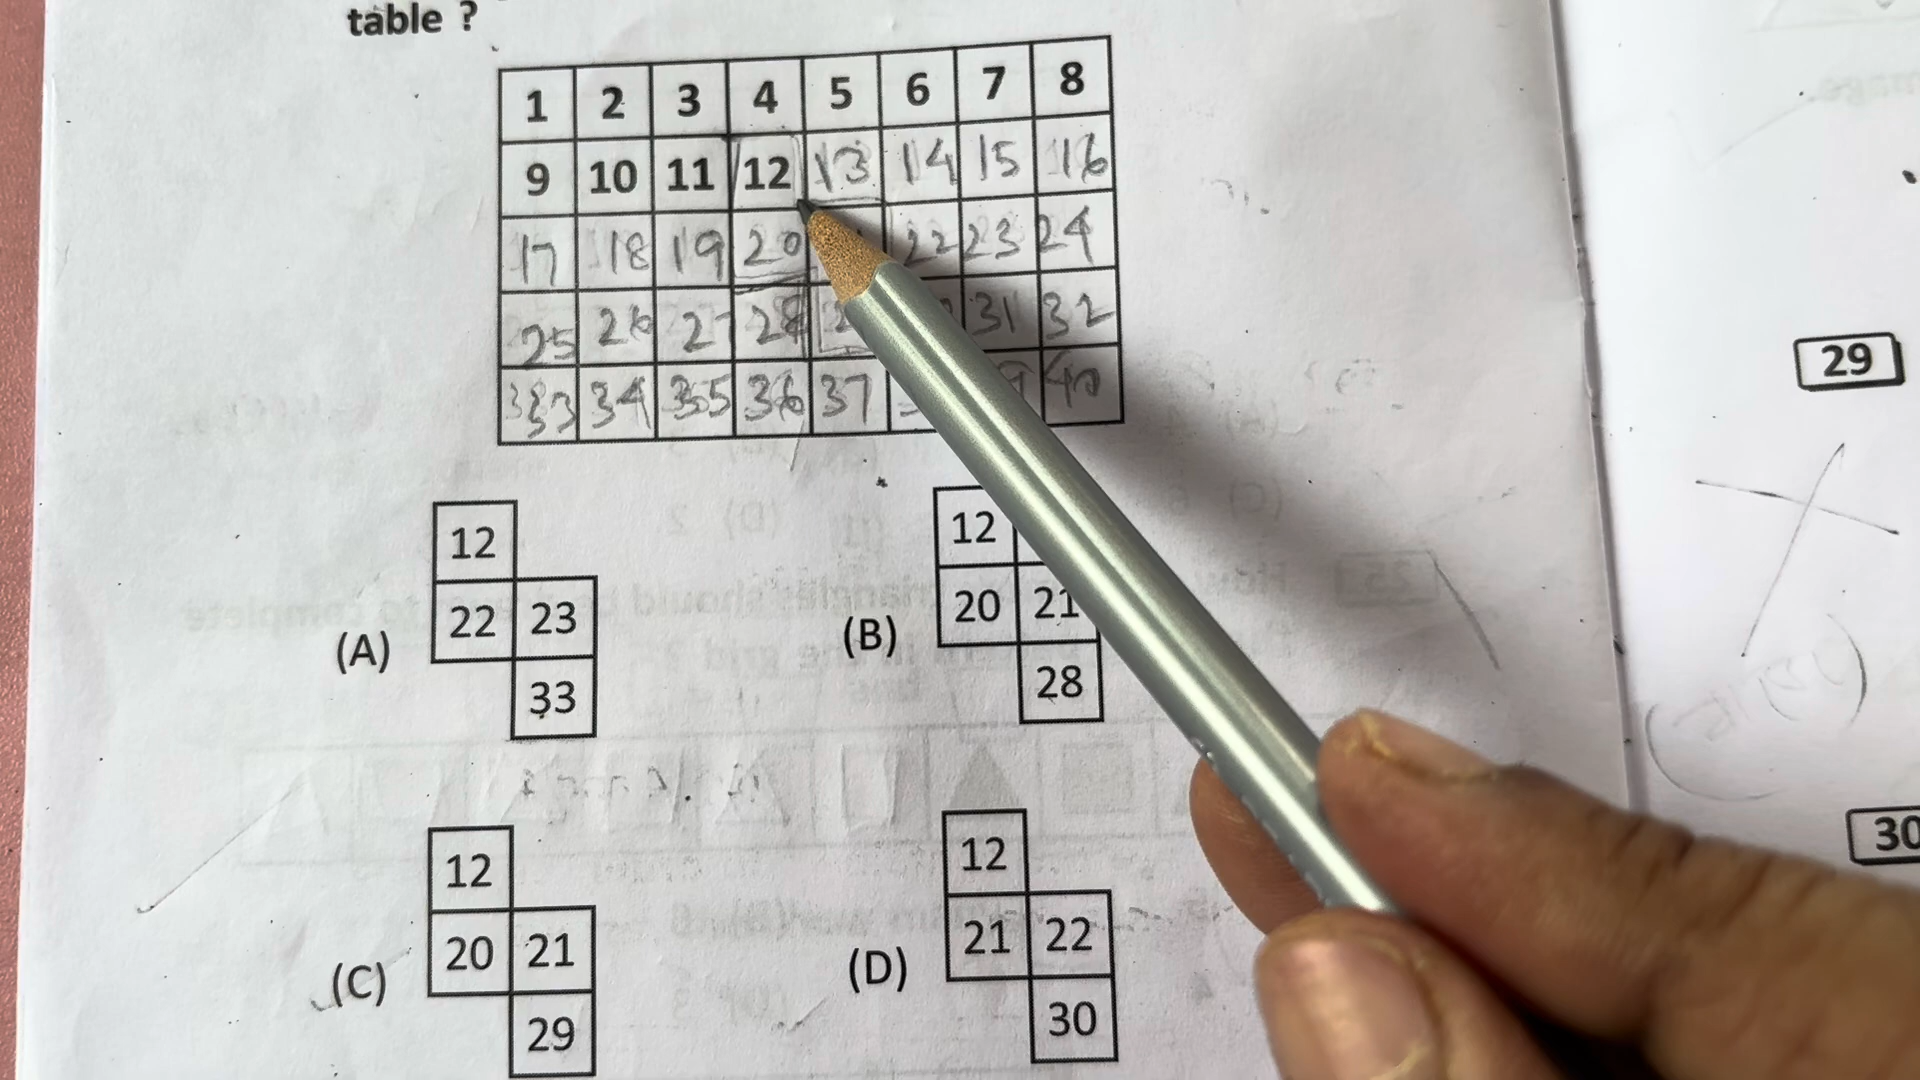 table ?
1 2 3 4 5 6 7 8
9 10 11 12 13 14 15 16
17 18 19 20 22 23 24
25 26 27 28 31 32
33 34 35 36 37 40
29
12
22 23
(A)
33
12
20 21
(B)
28
30
12
20 21
(C)
29
12
21 22
(D)
30